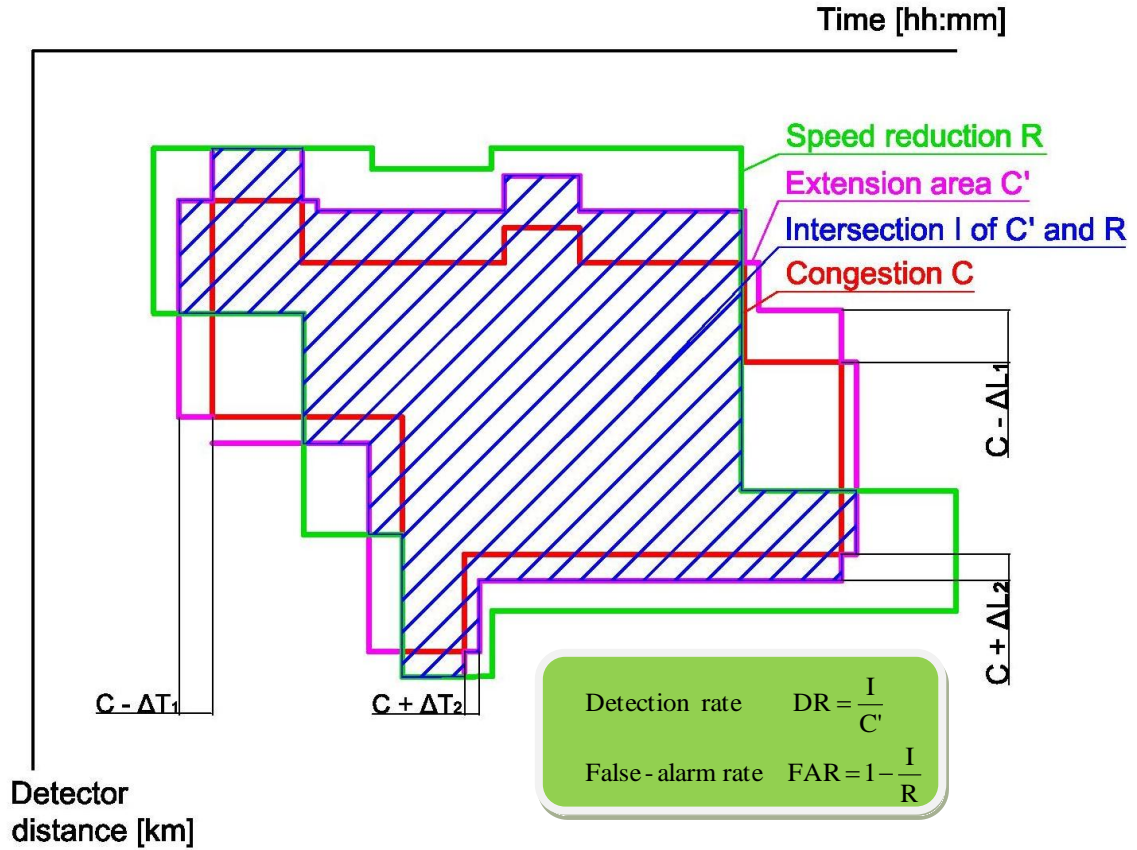 Time [hh:mm]
Speed reduction R
Extension area C'
Intersection I of C' and R
Congestion C
C - ΔL1
C + ΔL2
C - ΔT1
C + ΔT2
Detection rate DR = I / C'
False - alarm rate FAR = 1 - I / R
Detector
distance [km]